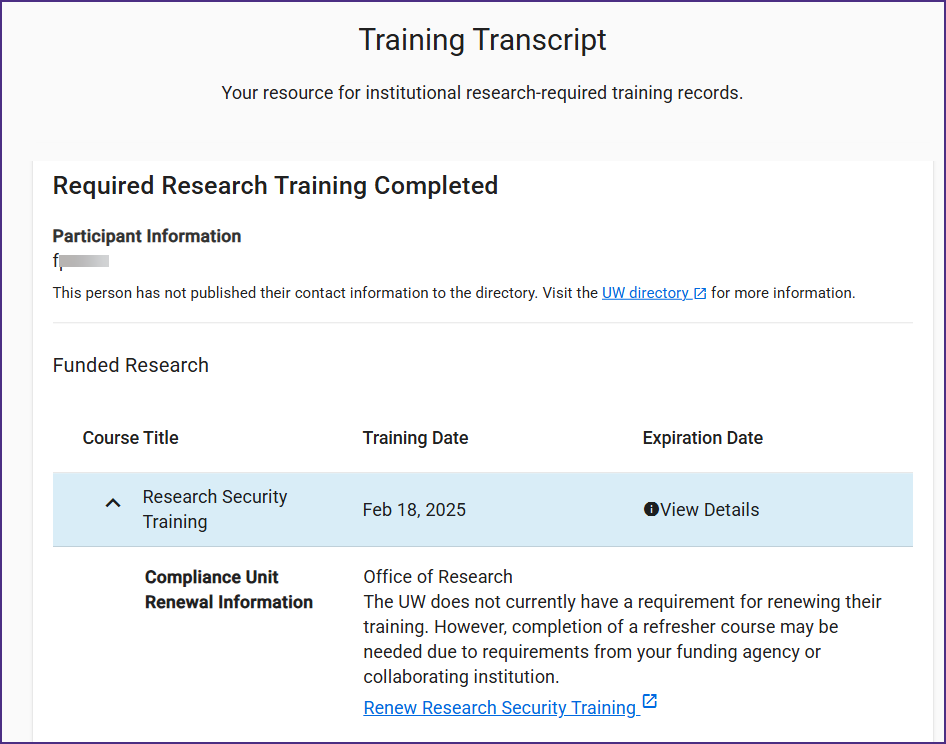 Training Transcript
Your resource for institutional research-required training records.
Required Research Training Completed
Participant Information
This person has not published their contact information to the directory. Visit the UW directory for more information.
Funded Research
Course Title Training Date Expiration Date
Research Security Training Feb 18, 2025 View Details
Compliance Unit Office of Research
Renewal Information The UW does not currently have a requirement for renewing their
training. However, completion of a refresher course may be
needed due to requirements from your funding agency or
collaborating institution.
Renew Research Security Training